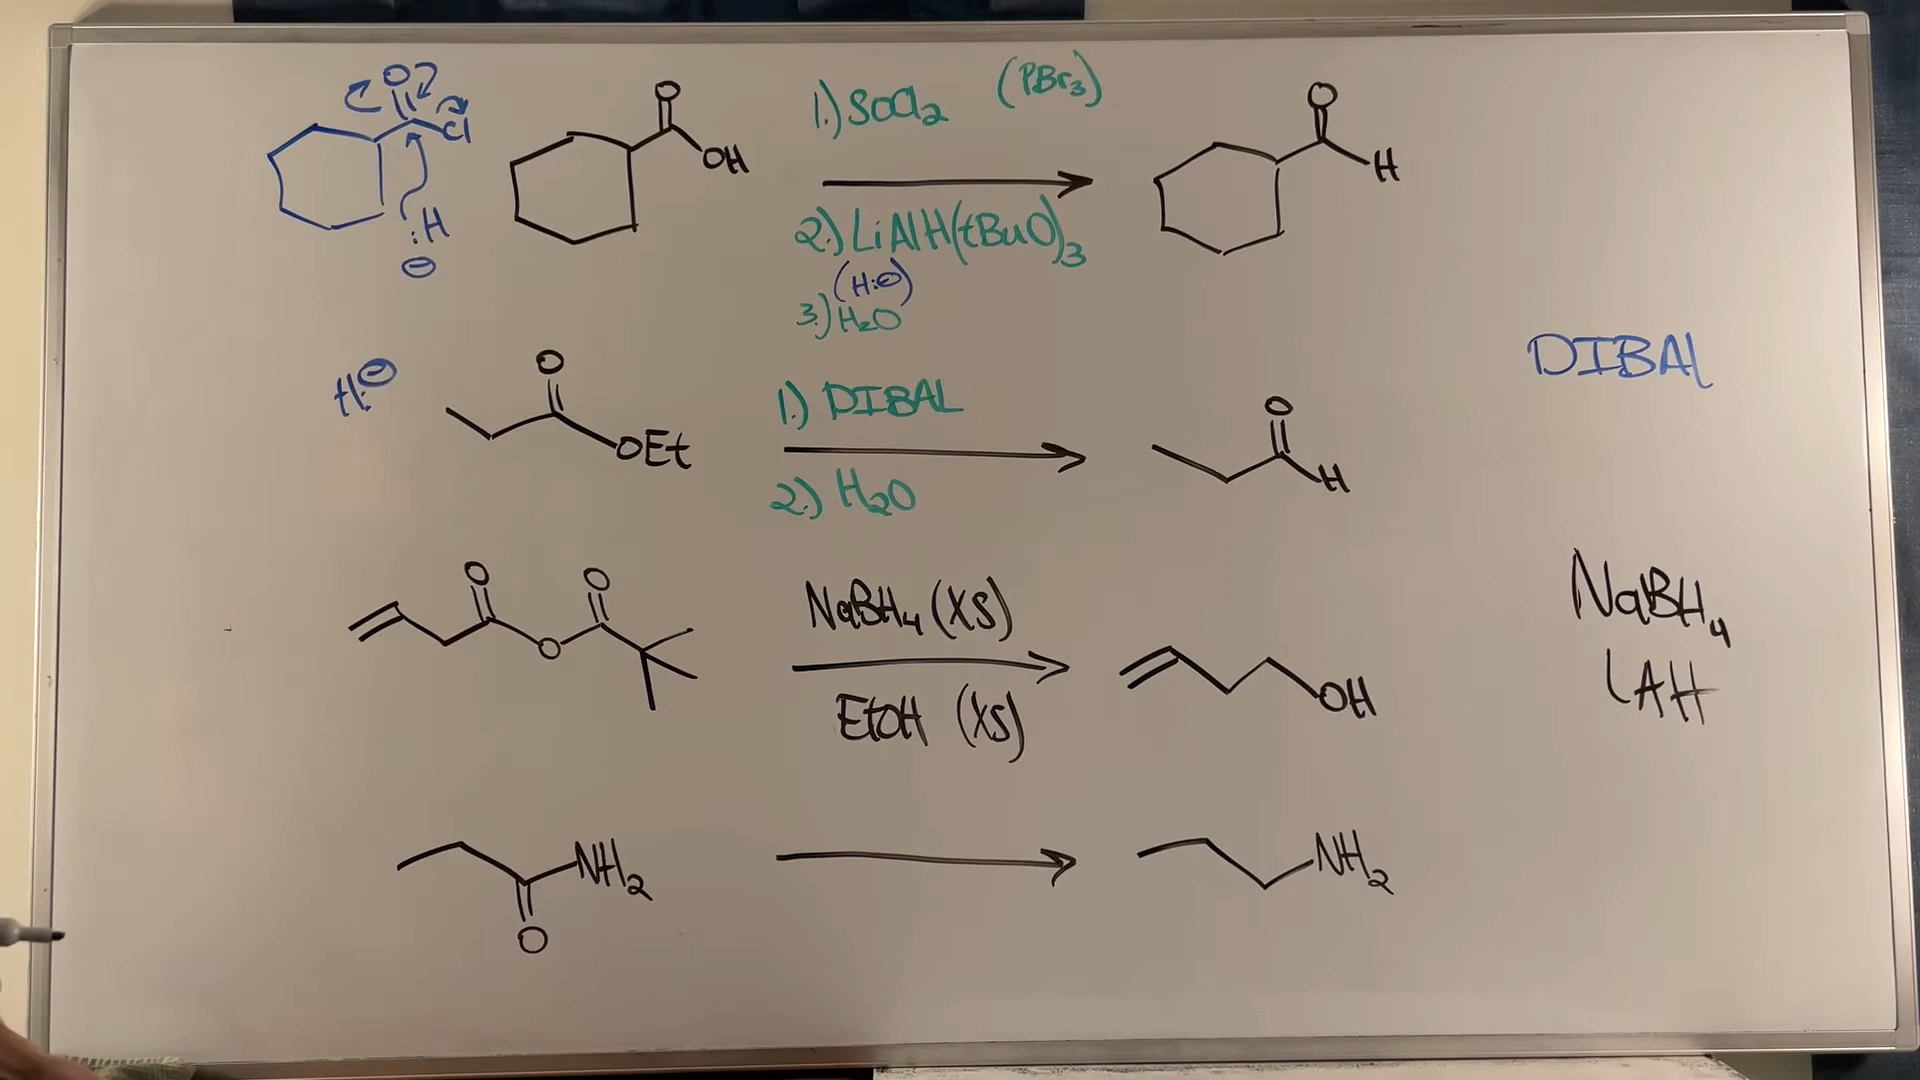 O
Cl
:H
⊖
O
OH
1.) SOCl2 (PBr3)
2.) LiAlH(tBuO)3
(H:⊖)
3.) H2O
O
H
H:⊖
O
OEt
1.) DIBAL
2.) H2O
O
H
DIBAL
O
O
O
NaBH4 (XS)
EtOH (XS)
OH
NaBH4
LAH
NH2
O
NH2